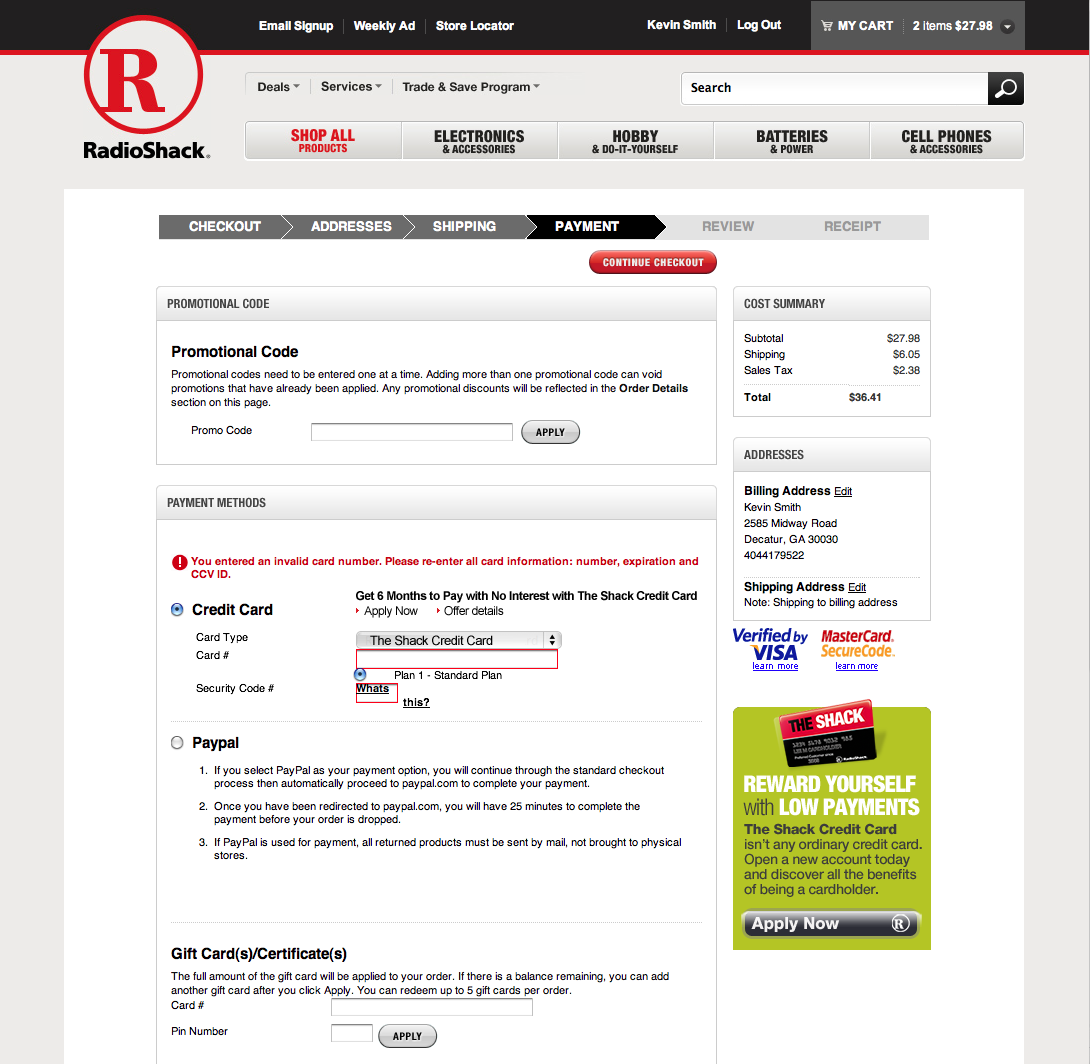 Email Signup
Weekly Ad
Store Locator
Kevin Smith
Log Out
MY CART
2 items $27.98
R
RadioShack®
Deals
Services
Trade & Save Program
Search
SHOP ALL
PRODUCTS
ELECTRONICS
& ACCESSORIES
HOBBY
& DO-IT-YOURSELF
BATTERIES
& POWER
CELL PHONES
& ACCESSORIES
CHECKOUT
ADDRESSES
SHIPPING
PAYMENT
REVIEW
RECEIPT
CONTINUE CHECKOUT
PROMOTIONAL CODE
Promotional Code
Promotional codes need to be entered one at a time. Adding more than one promotional code can void
promotions that have already been applied. Any promotional discounts will be reflected in the Order Details
section on this page.
Promo Code
APPLY
PAYMENT METHODS
You entered an invalid card number. Please re-enter all card information: number, expiration and
CCV ID.
Credit Card
Get 6 Months to Pay with No Interest with The Shack Credit Card
Apply Now
Offer details
Card Type
The Shack Credit Card
Card #
Plan 1 - Standard Plan
Security Code #
Whats
this?
Paypal
1. If you select PayPal as your payment option, you will continue through the standard checkout
process then automatically proceed to paypal.com to complete your payment.
2. Once you have been redirected to paypal.com, you will have 25 minutes to complete the
payment before your order is dropped.
3. If PayPal is used for payment, all returned products must be sent by mail, not brought to physical
stores.
Gift Card(s)/Certificate(s)
The full amount of the gift card will be applied to your order. If there is a balance remaining, you can add
another gift card after you click Apply. You can redeem up to 5 gift cards per order.
Card #
Pin Number
APPLY
COST SUMMARY
Subtotal $27.98
Shipping $6.05
Sales Tax $2.38
Total $36.41
ADDRESSES
Billing Address Edit
Kevin Smith
2585 Midway Road
Decatur, GA 30030
4044179522
Shipping Address Edit
Note: Shipping to billing address
Verified by
VISA
learn more
MasterCard.
SecureCode.
learn more
THE SHACK
RadioShack
REWARD YOURSELF
with LOW PAYMENTS
The Shack Credit Card
isn't any ordinary credit card.
Open a new account today
and discover all the benefits
of being a cardholder.
Apply Now
R